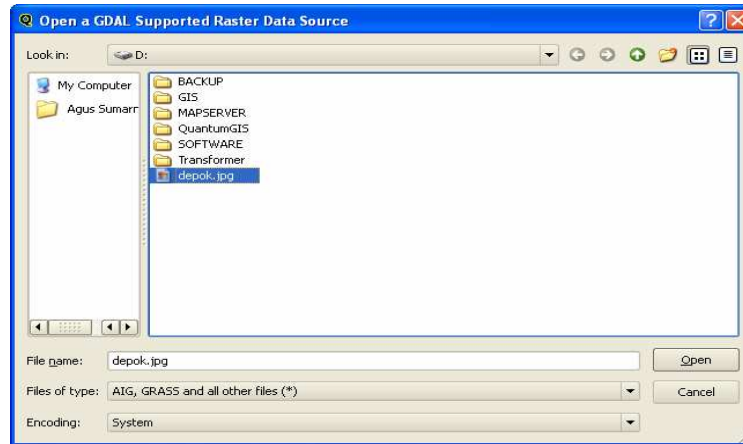 Open a GDAL Supported Raster Data Source
Look in: D:
My Computer
Agus Sumarr
BACKUP
GIS
MAPSERVER
QuantumGIS
SOFTWARE
Transformer
depok.jpg
File name: depok.jpg Open
Files of type: AIG, GRASS and all other files (*) Cancel
Encoding: System